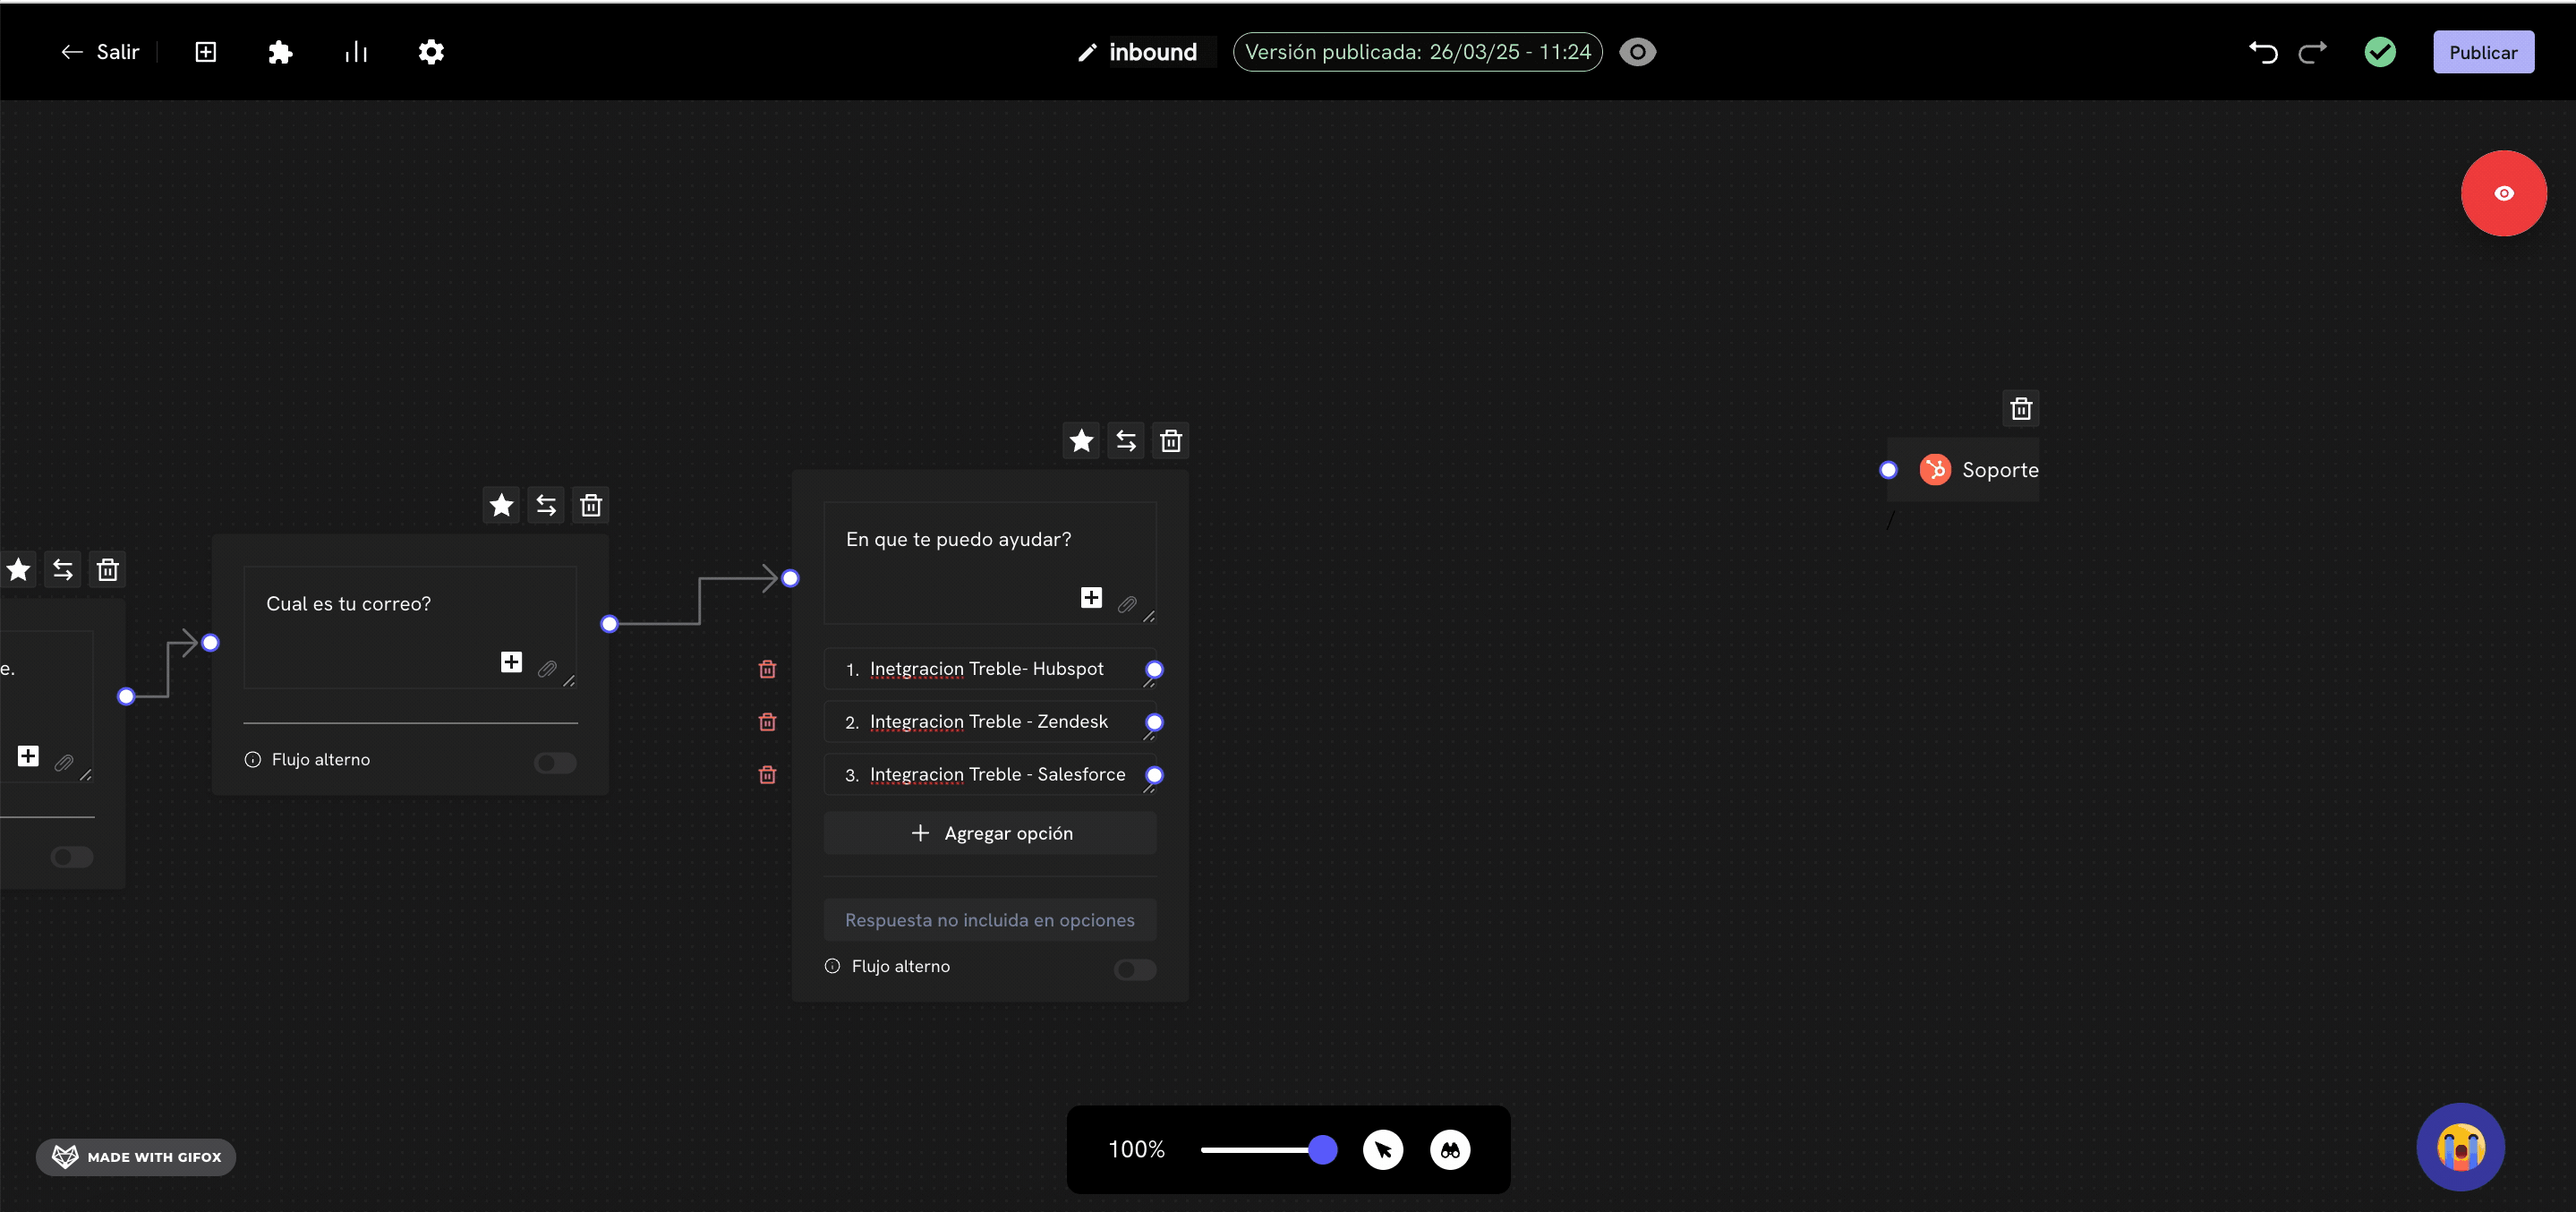 Salir
inbound
Versión publicada: 26/03/25 - 11:24
Publicar
Soporte
e.
Cual es tu correo?
Flujo alterno
En que te puedo ayudar?
1. Inetgracion Treble- Hubspot
2. Integracion Treble - Zendesk
3. Integracion Treble - Salesforce
Agregar opción
Respuesta no incluida en opciones
Flujo alterno
100%
MADE WITH GIFOX